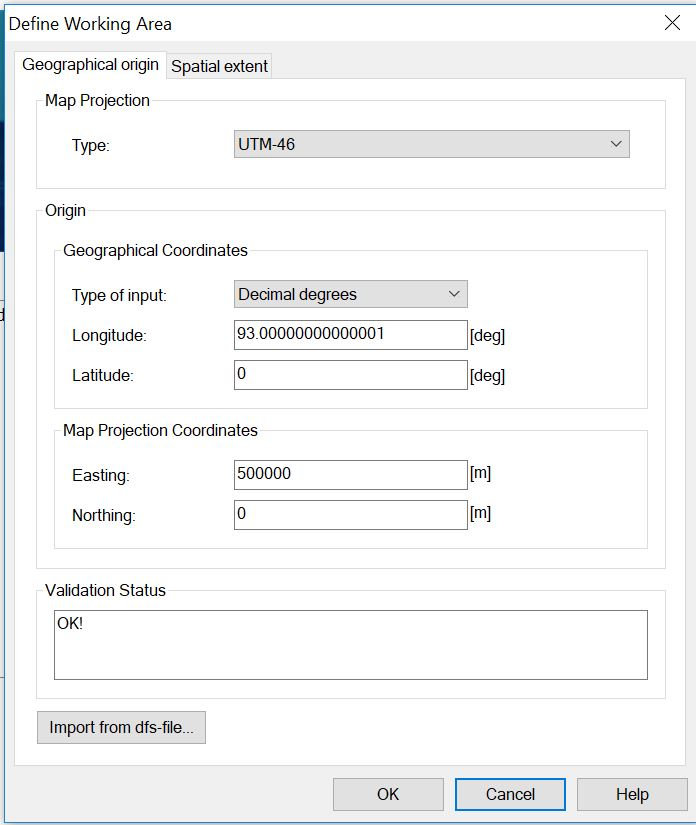 Define Working Area
Geographical origin Spatial extent
Map Projection
Type: UTM-46
Origin
Geographical Coordinates
Type of input: Decimal degrees
Longitude: 93.00000000000001 [deg]
Latitude: 0 [deg]
Map Projection Coordinates
Easting: 500000 [m]
Northing: 0 [m]
Validation Status
OK!
Import from dfs-file...
OK Cancel Help